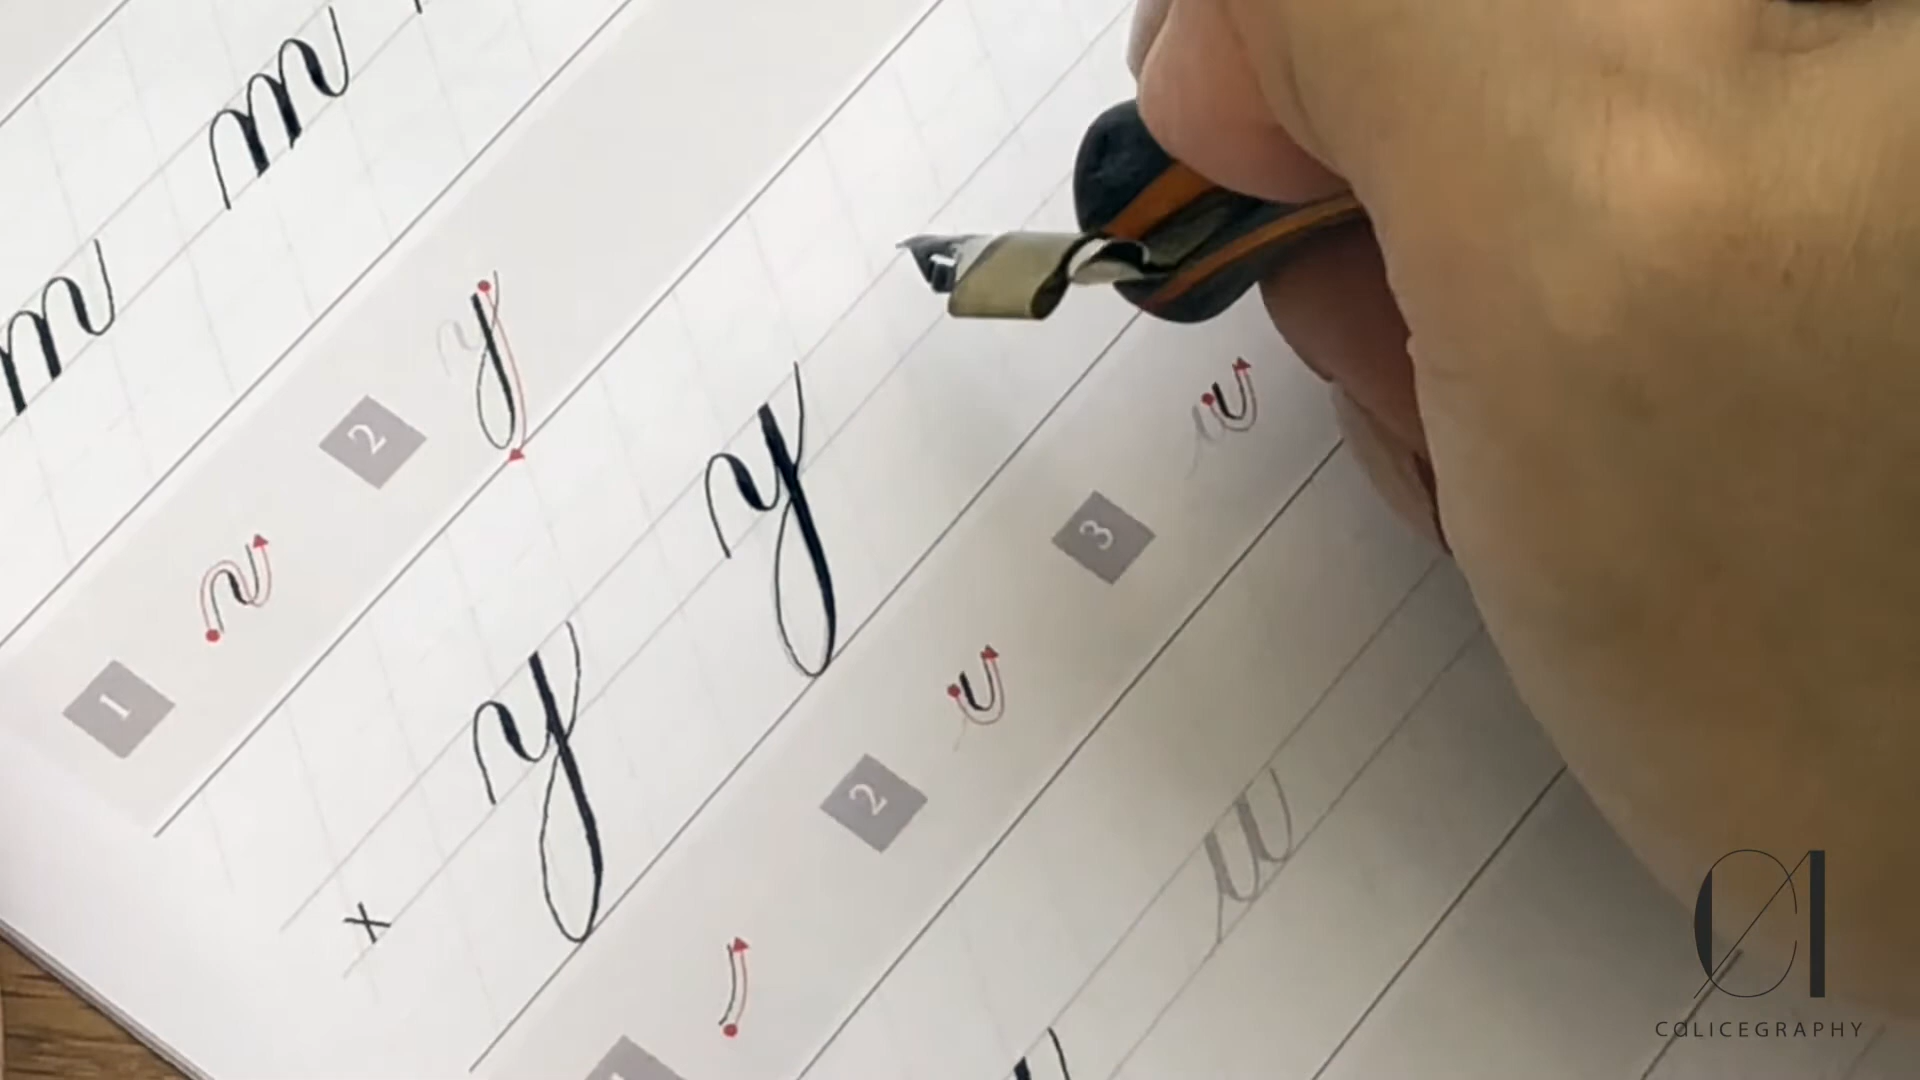 m m
1 2 y
x y y
1 2 u 3 u
u
CALICEGRAPHY